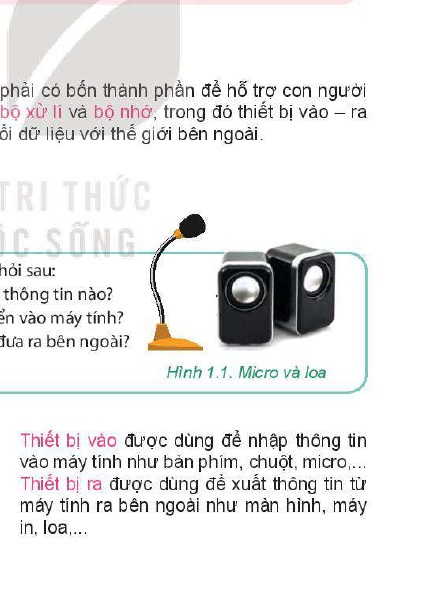 phải có bốn thành phần để hỗ trợ con người
bộ xử lí và bộ nhớ, trong đó thiết bị vào – ra
ổi dữ liệu với thế giới bên ngoài.
TRI THỨC
ỘC SỐNG
hỏi sau:
thông tin nào?
ển vào máy tính?
đưa ra bên ngoài?
Hình 1.1. Micro và loa
Thiết bị vào được dùng để nhập thông tin
vào máy tính như bàn phím, chuột, micro,...
Thiết bị ra được dùng để xuất thông tin từ
máy tính ra bên ngoài như màn hình, máy
in, loa,...